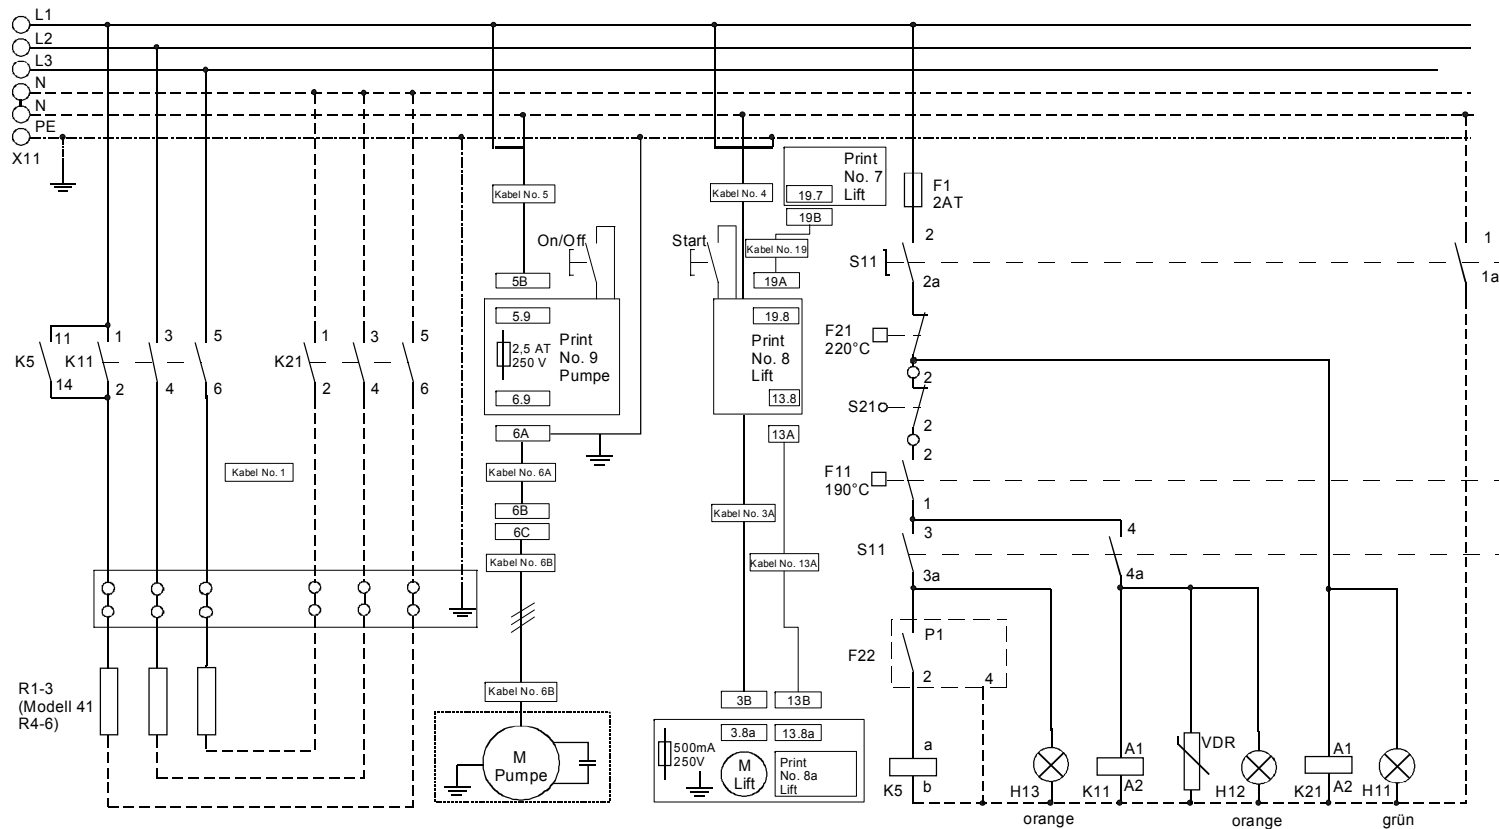 L1
L2
L3
N
N
PE
X11
Kabel No. 5
Kabel No. 4
Print
No. 7
Lift
19.7
19B
F1
2AT
On/Off
Start
Kabel No. 19
2
S11
2a
1
1a
5B
19A
5.9
2,5 AT
250 V
Print
No. 9
Pumpe
6.9
19.8
Print
No. 8
Lift
13.8
F21
220°C
K5
11
14
K11
1
2
3
4
5
6
K21
1
2
3
4
5
6
2
S21
2
6A
13A
Kabel No. 1
Kabel No. 6A
2
F11
190°C
1
6B
6C
Kabel No. 3A
Kabel No. 6B
Kabel No. 13A
S11
3
3a
4
4a
P1
F22
2
4
R1-3
(Modell 41
R4-6)
Kabel No. 6B
3B
13B
3.8a
13.8a
M
Pumpe
500mA
250V
M
Lift
Print
No. 8a
Lift
a
K5
b
H13
orange
A1
K11
A2
VDR
H12
orange
A1
K21
A2
H11
grün